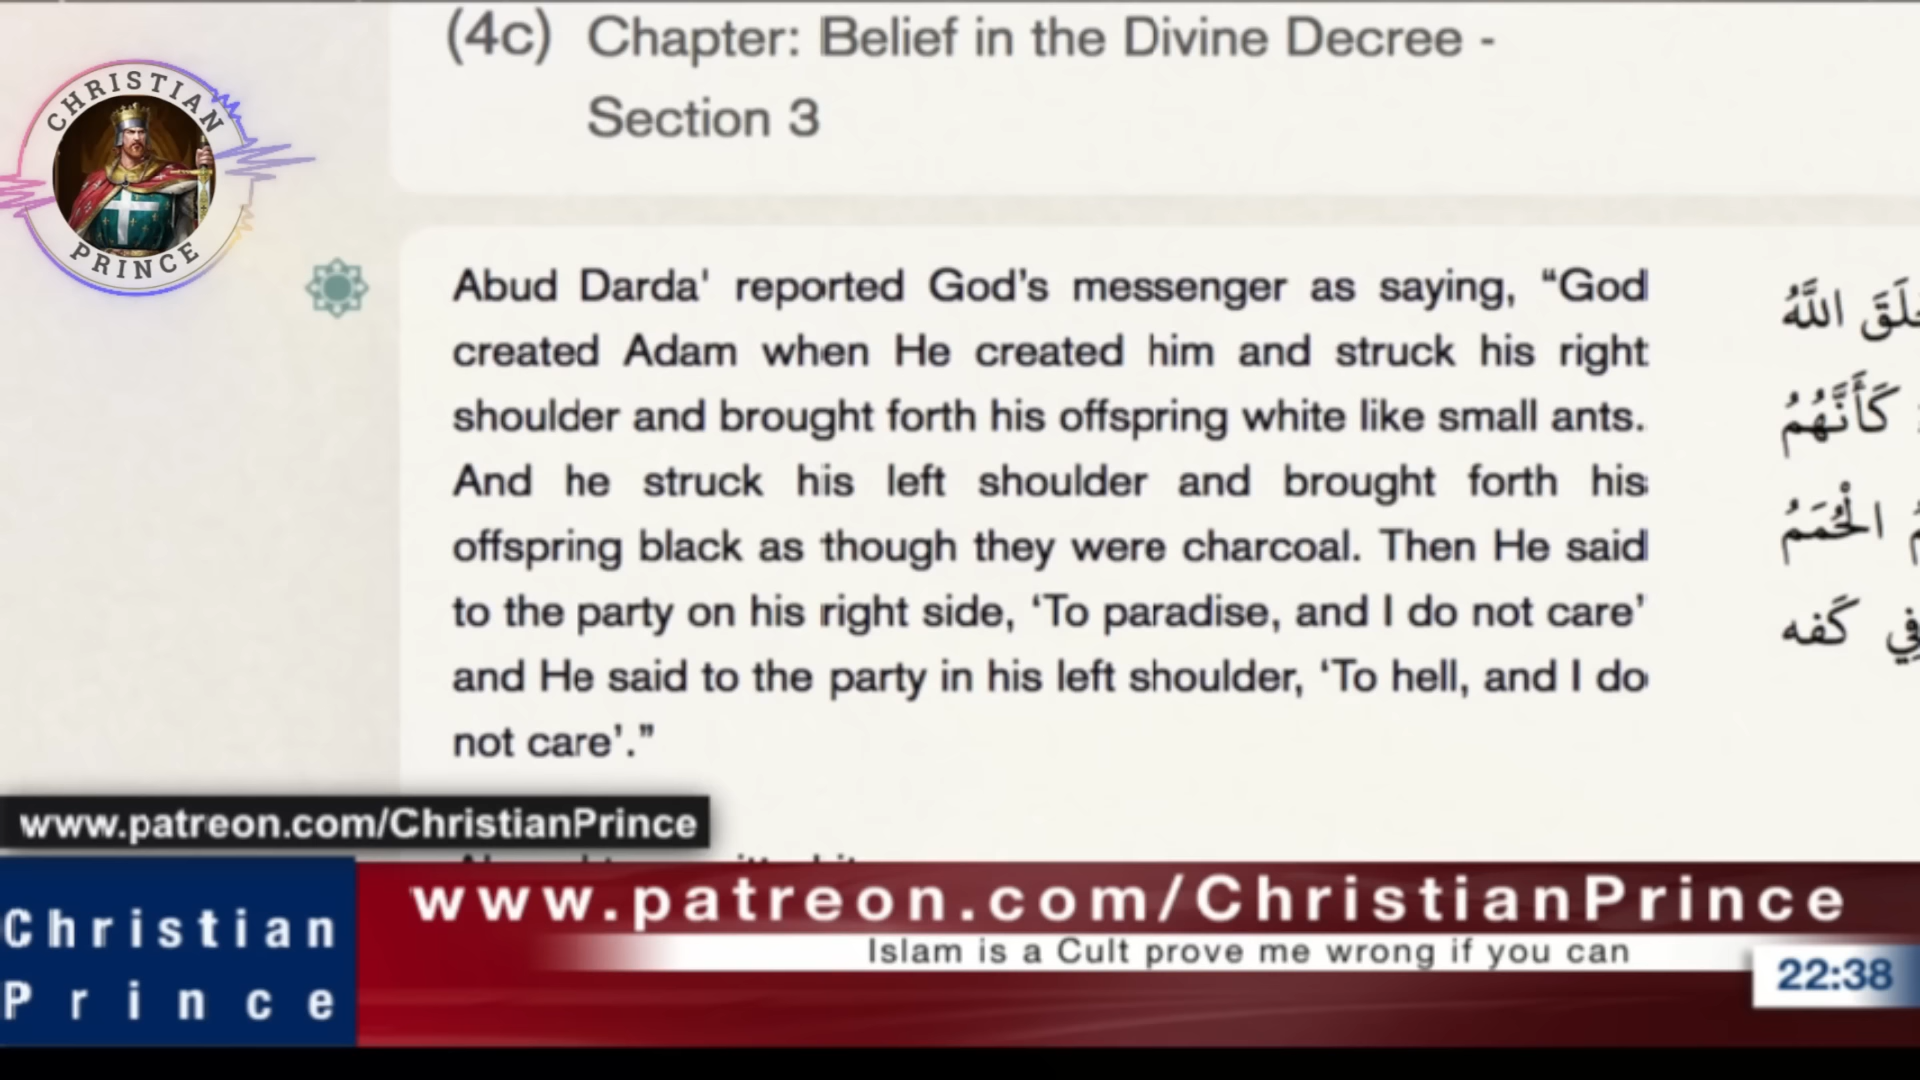 (4c) Chapter: Belief in the Divine Decree -
Section 3
CHRISTIAN
PRINCE
Abud Darda' reported God's messenger as saying, “God
created Adam when He created him and struck his right
shoulder and brought forth his offspring white like small ants.
And he struck his left shoulder and brought forth his
offspring black as though they were charcoal. Then He said
to the party on his right side, ‘To paradise, and I do not care’
and He said to the party in his left shoulder, ‘To hell, and I do
not care’.”
اللَّهُ
كَأَنَّهُمُ
الْحُمَمُ
فِي كَفه
www.patreon.com/ChristianPrince
Christian
Prince
www.patreon.com/ChristianPrince
Islam is a Cult prove me wrong if you can
22:38